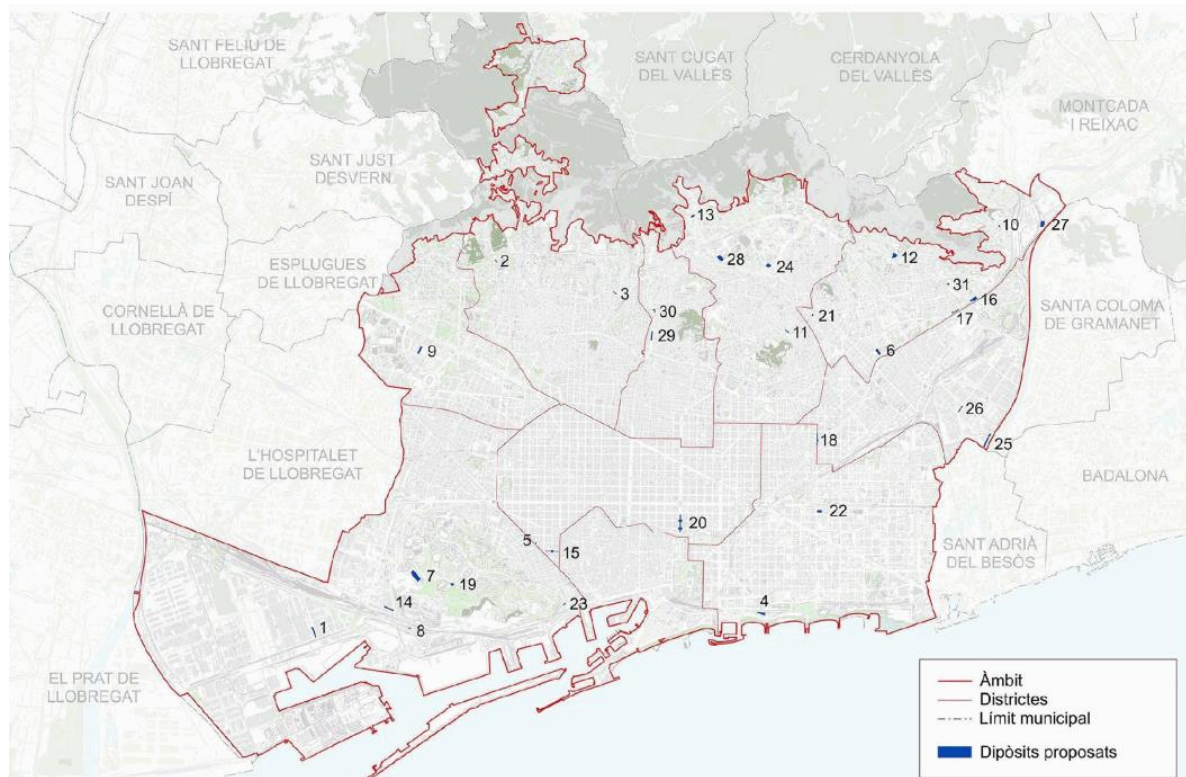 SANT FELIU DE
LLOBREGAT
SANT CUGAT
DEL VALLÈS
CERDANYOLA
DEL VALLÈS
MONTCADA
I REIXAC
SANT JUST
DESVERN
SANT JOAN
DESPÍ
ESPLUGUES
DE LLOBREGAT
CORNELLÀ DE
LLOBREGAT
SANTA COLOMA
DE GRAMANET
L'HOSPITALET
DE LLOBREGAT
BADALONA
SANT ADRIÀ
DEL BESÒS
EL PRAT DE
LLOBREGAT
13
10
27
2
28
24
12
31
3
16
30
17
21
29
11
9
6
26
18
25
22
20
5
15
7
19
14
23
4
1
8
Àmbit
Districtes
Límit municipal
Dipòsits proposats